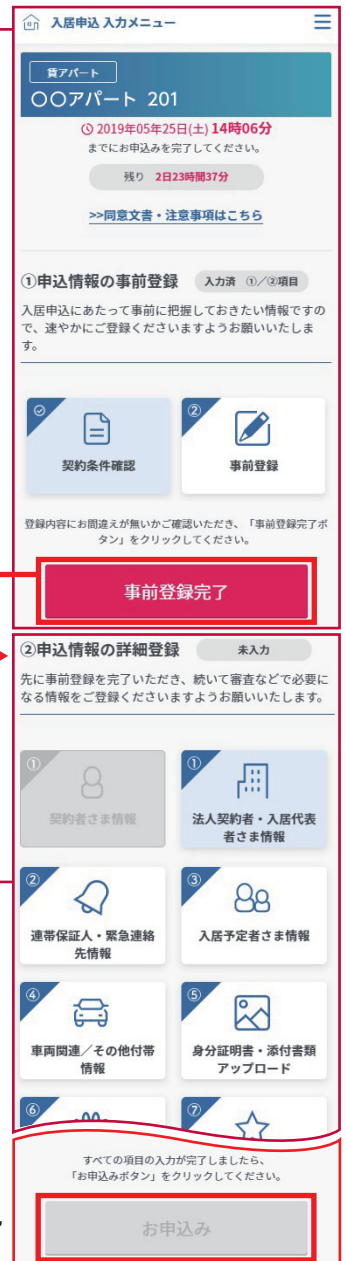 入居申込 入力メニュー
賃アパート
〇〇アパート 201
2019年05年25日(土) 14時06分
までにお申込みを完了してください。
残り 2日23時間37分
>>同意文書・注意事項はこちら
①申込情報の事前登録 入力済 ①/②項目
入居申込にあたって事前に把握しておきたい情報ですの
で、速やかにご登録くださいますようお願いいたしま
す。
契約条件確認
②
事前登録
登録内容にお間違えが無いかご確認いただき、「事前登録完了ボ
タン」をクリックしてください。
事前登録完了
②申込情報の詳細登録 未入力
先に事前登録を完了いただき、続いて審査などで必要に
なる情報をご登録くださいますようお願いいたします。
①
契約者さま情報
①
法人契約者・入居代表
者さま情報
②
連帯保証人・緊急連絡
先情報
③
入居予定者さま情報
④
車両関連/その他付帯
情報
⑤
身分証明書・添付書類
アップロード
⑥
⑦
すべての項目の入力が完了しましたら、
「お申込みボタン」をクリックしてください。
お申込み